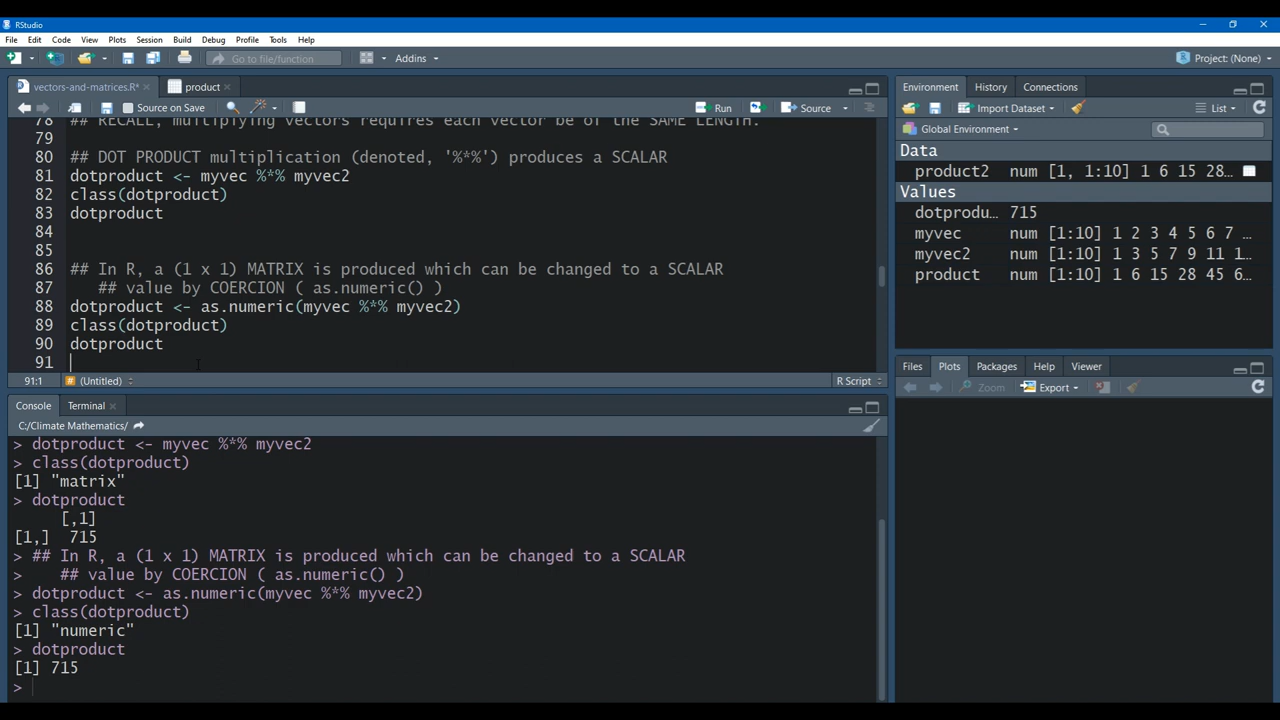 RStudio
File Edit Code View Plots Session Build Debug Profile Tools Help
Go to file/function Addins Project: (None)
vectors-and-matrices.R* product
Source on Save Run Source
78 ## RECALL, multiplying vectors requires each vector be of the SAME LENGTH.
79
80 ## DOT PRODUCT multiplication (denoted, '%*%') produces a SCALAR
81 dotproduct <- myvec %*% myvec2
82 class(dotproduct)
83 dotproduct
84
85
86 ## In R, a (1 x 1) MATRIX is produced which can be changed to a SCALAR
87 ## value by COERCION ( as.numeric() )
88 dotproduct <- as.numeric(myvec %*% myvec2)
89 class(dotproduct)
90 dotproduct
91
91:1 (Untitled) R Script
Console Terminal
C:/Climate Mathematics/
> dotproduct <- myvec %*% myvec2
> class(dotproduct)
[1] "matrix"
> dotproduct
[,1]
[1,] 715
> ## In R, a (1 x 1) MATRIX is produced which can be changed to a SCALAR
> ## value by COERCION ( as.numeric() )
> dotproduct <- as.numeric(myvec %*% myvec2)
> class(dotproduct)
[1] "numeric"
> dotproduct
[1] 715
>
Environment History Connections
Import Dataset List
Global Environment
Data
product2 num [1, 1:10] 1 6 15 28…
Values
dotprodu… 715
myvec num [1:10] 1 2 3 4 5 6 7 …
myvec2 num [1:10] 1 3 5 7 9 11 1…
product num [1:10] 1 6 15 28 45 6…
Files Plots Packages Help Viewer
Zoom Export